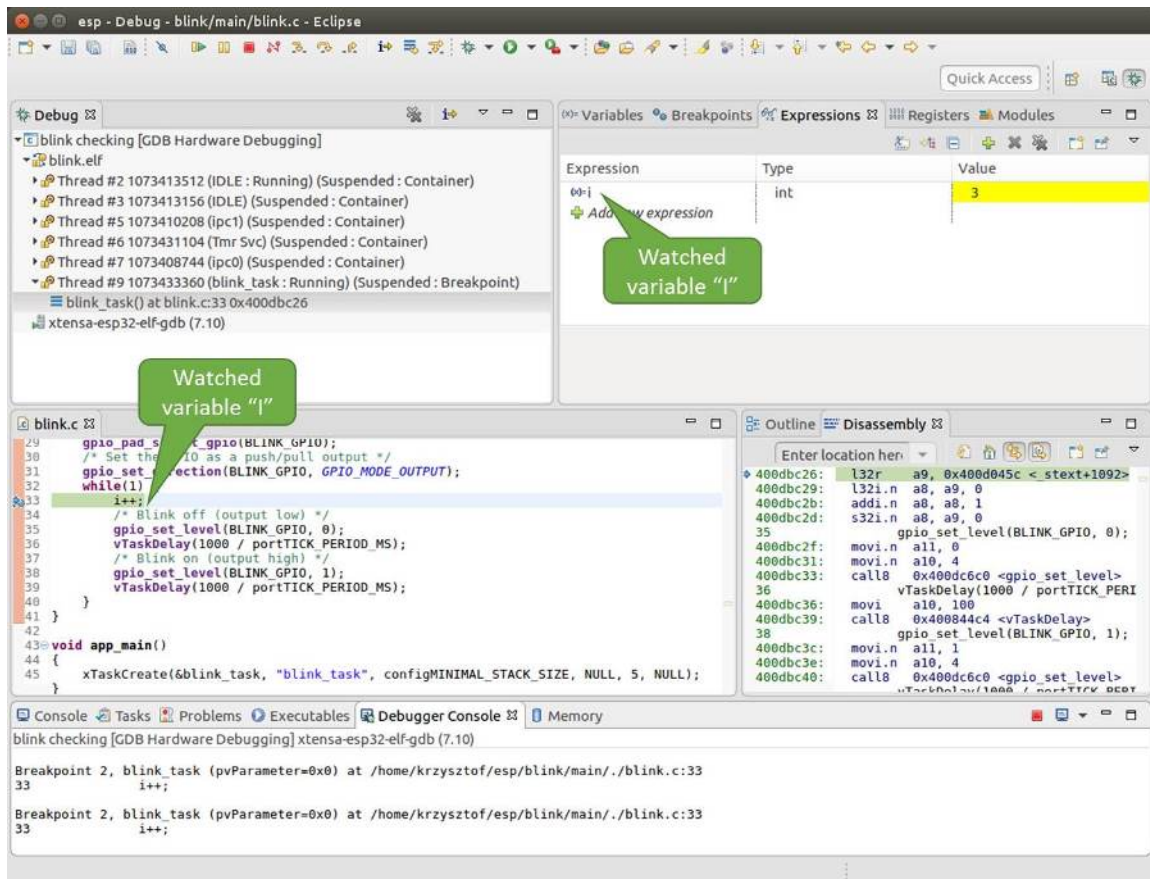 esp - Debug - blink/main/blink.c - Eclipse
Quick Access
Debug
blink checking [GDB Hardware Debugging]
blink.elf
Thread #2 1073413512 (IDLE : Running) (Suspended : Container)
Thread #3 1073413156 (IDLE) (Suspended : Container)
Thread #5 1073410208 (ipc1) (Suspended : Container)
Thread #6 1073431104 (Tmr Svc) (Suspended : Container)
Thread #7 1073408744 (ipc0) (Suspended : Container)
Thread #9 1073433360 (blink_task : Running) (Suspended : Breakpoint)
blink_task() at blink.c:33 0x400dbc26
xtensa-esp32-elf-gdb (7.10)
Variables Breakpoints Expressions Registers Modules
Expression Type Value
(x)= i int 3
Add new expression
Watched
variable "I"
Watched
variable "I"
blink.c
29 gpio_pad_s t_gpio(BLINK_GPIO);
30 /* Set the GPIO as a push/pull output */
31 gpio_set_direction(BLINK_GPIO, GPIO_MODE_OUTPUT);
32 while(1)
33 i++;
34 /* Blink off (output low) */
35 gpio_set_level(BLINK_GPIO, 0);
36 vTaskDelay(1000 / portTICK_PERIOD_MS);
37 /* Blink on (output high) */
38 gpio_set_level(BLINK_GPIO, 1);
39 vTaskDelay(1000 / portTICK_PERIOD_MS);
40 }
41 }
42
43 void app_main()
44 {
45 xTaskCreate(&blink_task, "blink_task", configMINIMAL_STACK_SIZE, NULL, 5, NULL);
}
Outline Disassembly
Enter location her
400dbc26: l32r a9, 0x400d045c <_stext+1092>
400dbc29: l32i.n a8, a9, 0
400dbc2b: addi.n a8, a8, 1
400dbc2d: s32i.n a8, a9, 0
35 gpio_set_level(BLINK_GPIO, 0);
400dbc2f: movi.n a11, 0
400dbc31: movi.n a10, 4
400dbc33: call8 0x400dc6c0 <gpio_set_level>
36 vTaskDelay(1000 / portTICK_PERI
400dbc36: movi a10, 100
400dbc39: call8 0x400844c4 <vTaskDelay>
38 gpio_set_level(BLINK_GPIO, 1);
400dbc3c: movi.n a11, 1
400dbc3e: movi.n a10, 4
400dbc40: call8 0x400dc6c0 <gpio_set_level>
vTaskDelay(1000 / portTICK_PERI
Console Tasks Problems Executables Debugger Console Memory
blink checking [GDB Hardware Debugging] xtensa-esp32-elf-gdb (7.10)
Breakpoint 2, blink_task (pvParameter=0x0) at /home/krzysztof/esp/blink/main/./blink.c:33
33 i++;
Breakpoint 2, blink_task (pvParameter=0x0) at /home/krzysztof/esp/blink/main/./blink.c:33
33 i++;